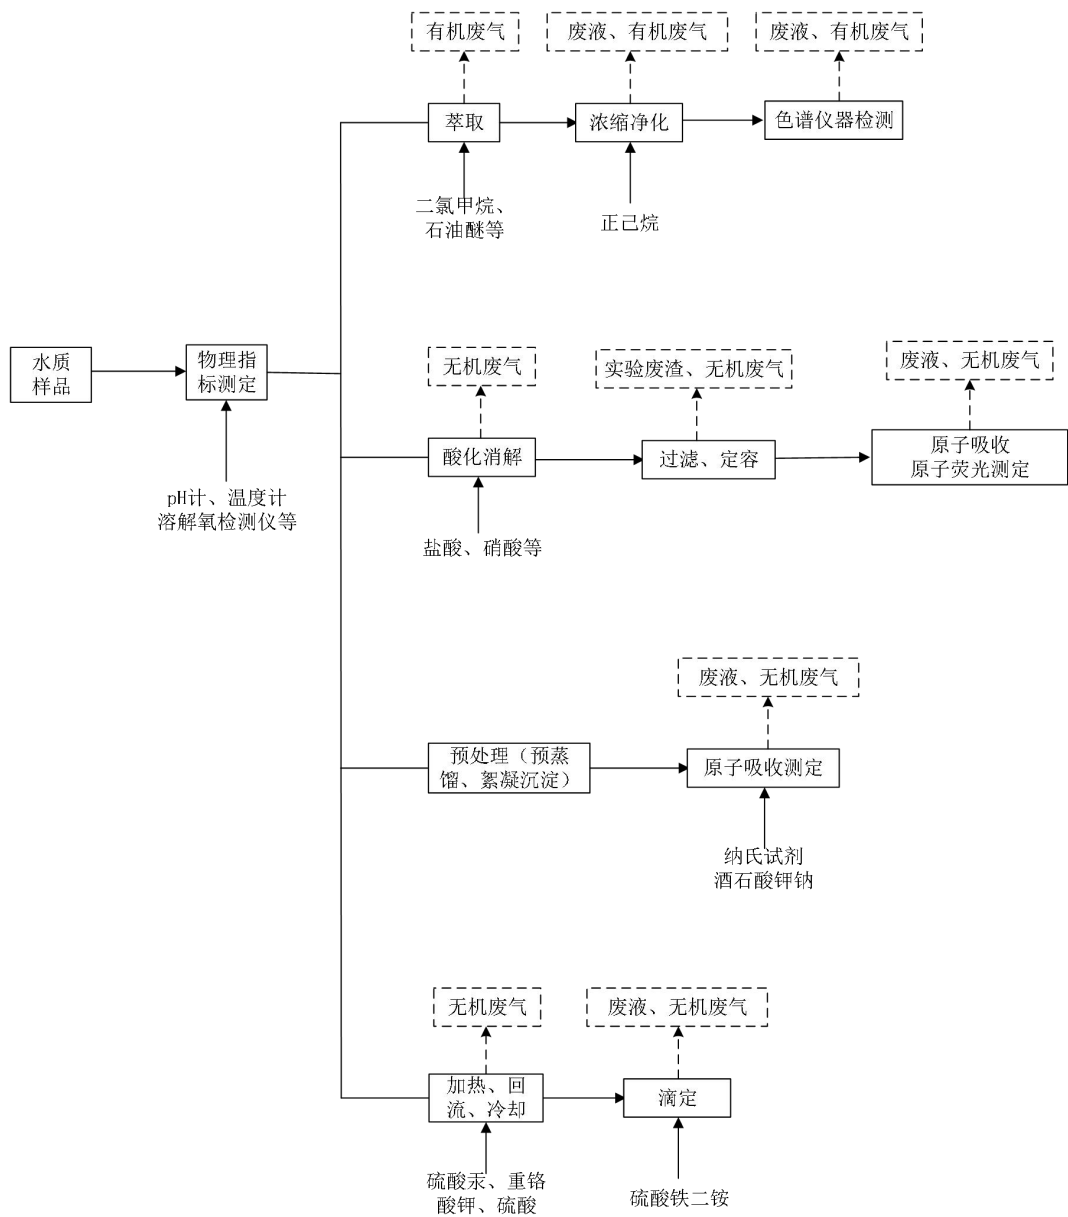 有机废气
废液、有机废气
废液、有机废气
萃取
浓缩净化
色谱仪器检测
二氯甲烷、
石油醚等
正己烷
水质
样品
物理指
标测定
pH计、温度计
溶解氧检测仪等
无机废气
实验废渣、无机废气
废液、无机废气
酸化消解
过滤、定容
原子吸收
原子荧光测定
盐酸、硝酸等
废液、无机废气
预处理（预蒸
馏、絮凝沉淀）
原子吸收测定
纳氏试剂
酒石酸钾钠
无机废气
废液、无机废气
加热、回
流、冷却
滴定
硫酸汞、重铬
酸钾、硫酸
硫酸铁二铵